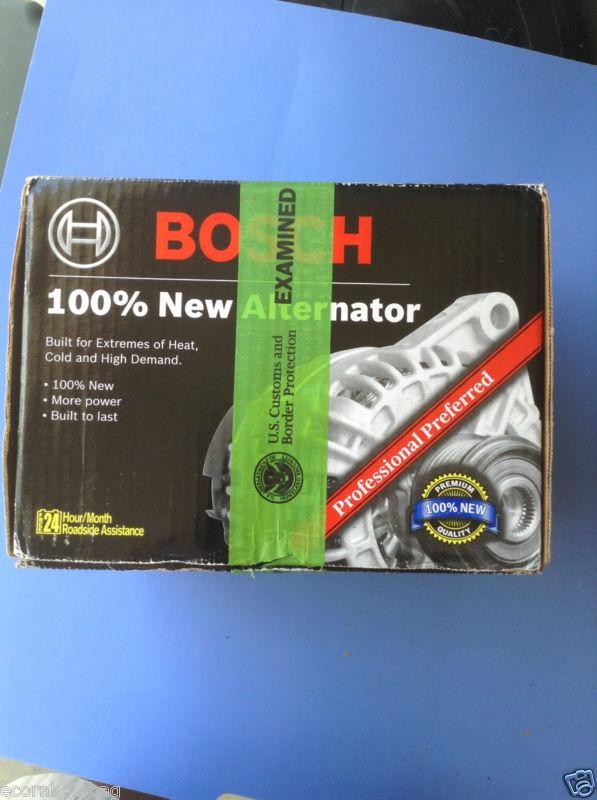 BOSCH
100% New Alternator
Built for Extremes of Heat,
Cold and High Demand.
• 100% New
• More power
• Built to last
24 Hour/Month
Roadside Assistance
EXAMINED
U.S. Customs and
Border Protection
Professional Preferred
PREMIUM
100% NEW
QUALITY